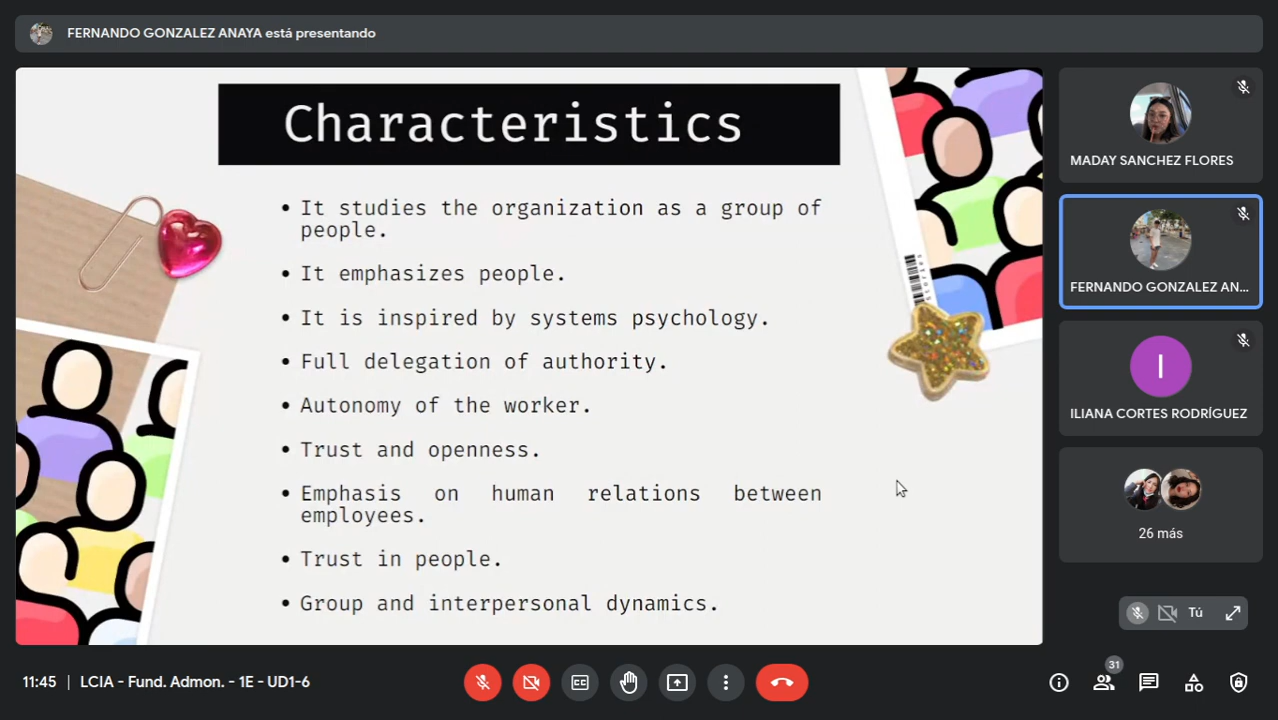 FERNANDO GONZALEZ ANAYA está presentando
Characteristics
• It studies the organization as a group of
people.
• It emphasizes people.
• It is inspired by systems psychology.
• Full delegation of authority.
• Autonomy of the worker.
• Trust and openness.
• Emphasis on human relations between
employees.
• Trust in people.
• Group and interpersonal dynamics.
MADAY SANCHEZ FLORES
FERNANDO GONZALEZ AN...
I
ILIANA CORTES RODRÍGUEZ
26 más
Tú
11:45 | LCIA - Fund. Admon. - 1E - UD1-6
CC
31